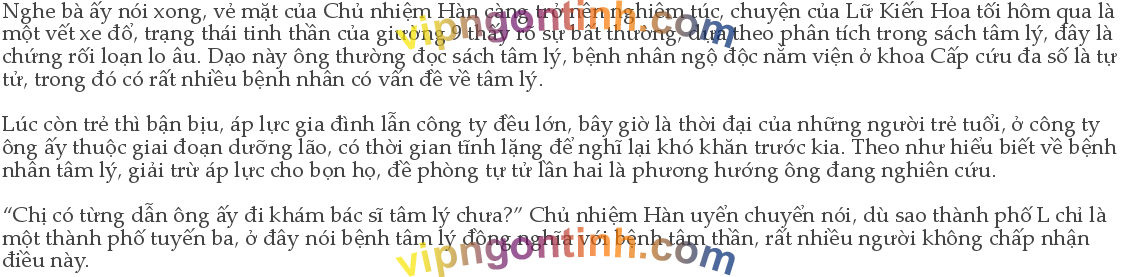 Nghe bà ấy nói xong, vẻ mặt của Chủ nhiệm Hàn càng trở nên nghiêm túc, chuyện của Lữ Kiến Hoa tối hôm qua là
một vết xe đổ, trạng thái tinh thần của giường 9 thấy rõ sự bất thường, dựa theo phân tích trong sách tâm lý, đây là
chứng rối loạn lo âu. Dạo này ông thường đọc sách tâm lý, bệnh nhân ngộ độc nằm viện ở khoa Cấp cứu đa số là tự
tử, trong đó có rất nhiều bệnh nhân có vấn đề về tâm lý.
Lúc còn trẻ thì bận bịu, áp lực gia đình lẫn công ty đều lớn, bây giờ là thời đại của những người trẻ tuổi, ở công ty
ông ấy thuộc giai đoạn dưỡng lão, có thời gian tĩnh lặng để nghĩ lại khó khăn trước kia. Theo như hiểu biết về bệnh
nhân tâm lý, giải trừ áp lực cho bọn họ, đề phòng tự tử lần hai là phương hướng ông đang nghiên cứu.
“Chị có từng dẫn ông ấy đi khám bác sĩ tâm lý chưa?” Chủ nhiệm Hàn uyển chuyển nói, dù sao thành phố L chỉ là
một thành phố tuyến ba, ở đây nói bệnh tâm lý đồng nghĩa với bệnh tâm thần, rất nhiều người không chấp nhận
điều này.
vipngontinh.com
vipngontinh.com